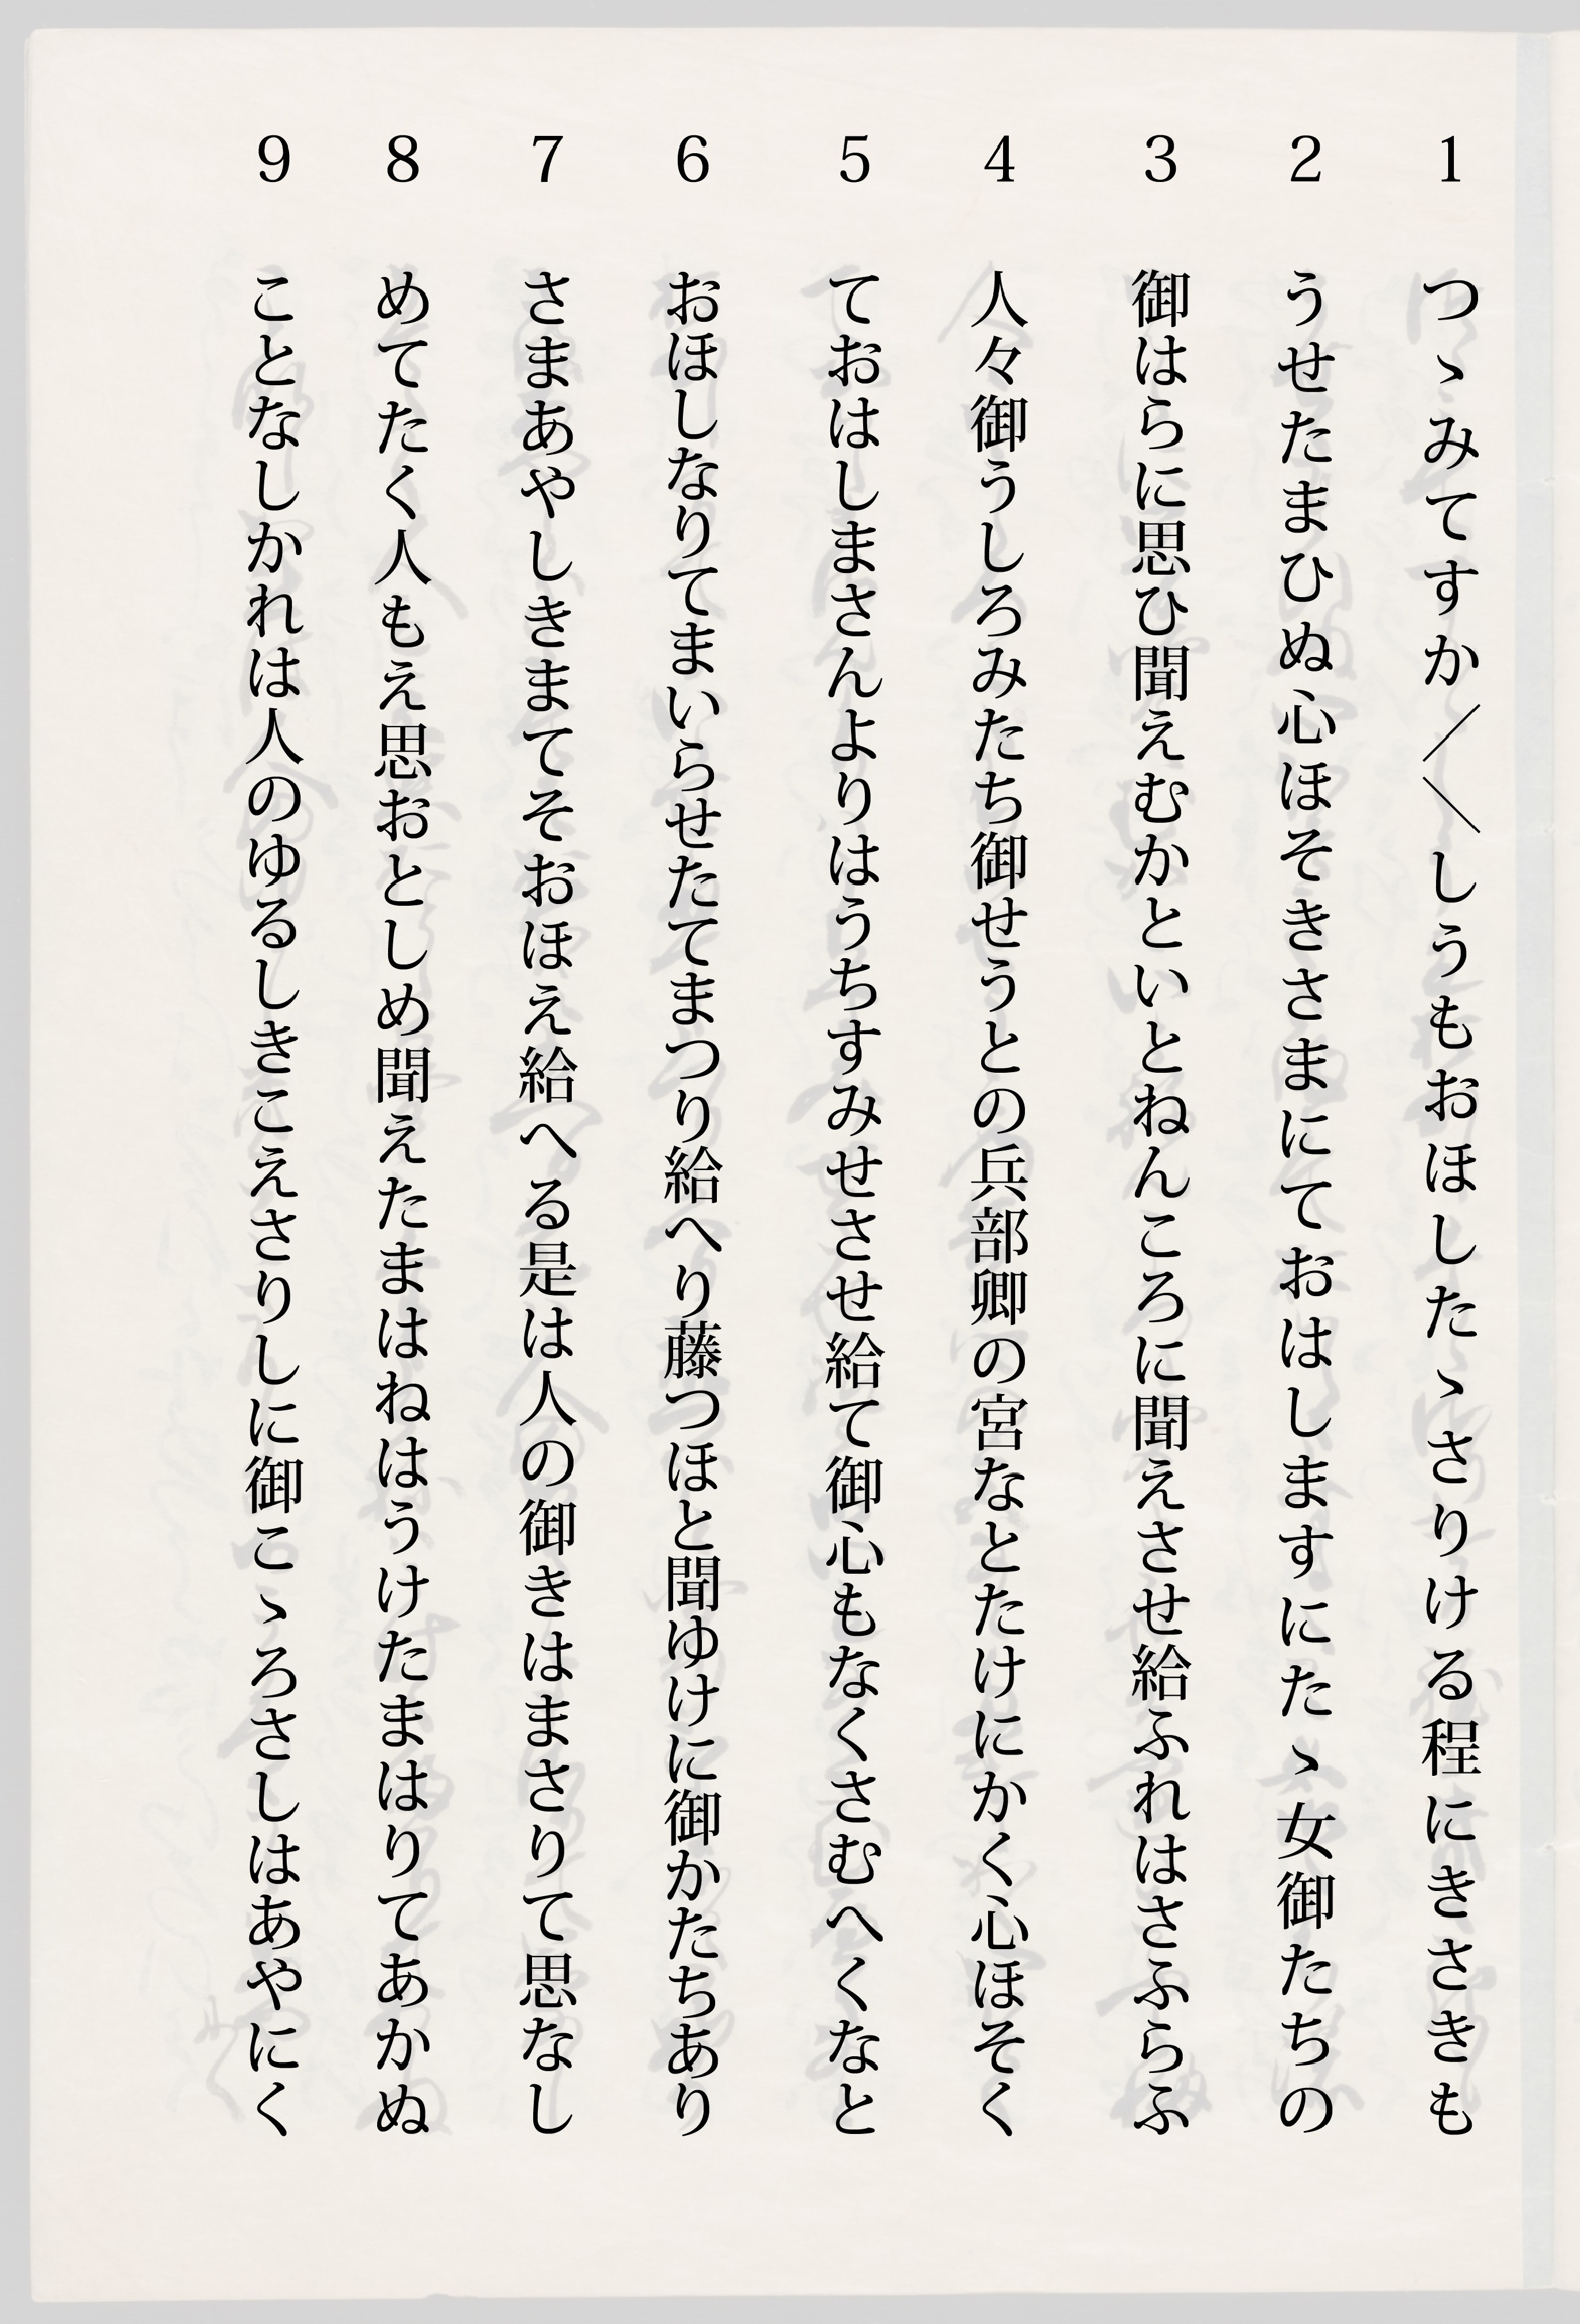 1 つゝみてすか／＼しうもおほしたゝさりける程にきさきも
2 うせたまひぬ心ほそきさまにておはしますにたゝ女御たちの
3 御はらに思ひ聞えむかといとねんころに聞えさせ給ふれはさふらふ
4 人々御うしろみたち御せうとの兵部卿の宮なとたけにかく心ほそく
5 ておはしまさんよりはうちすみせさせ給て御心もなくさむへくなと
6 おほしなりてまいらせたてまつり給へり藤つほと聞ゆけに御かたちあり
7 さまあやしきまてそおほえ給へる是は人の御きはまさりて思なし
8 めてたく人もえ思おとしめ聞えたまはねはうけたまはりてあかぬ
9 ことなしかれは人のゆるしきこえさりしに御こゝろさしはあやにく